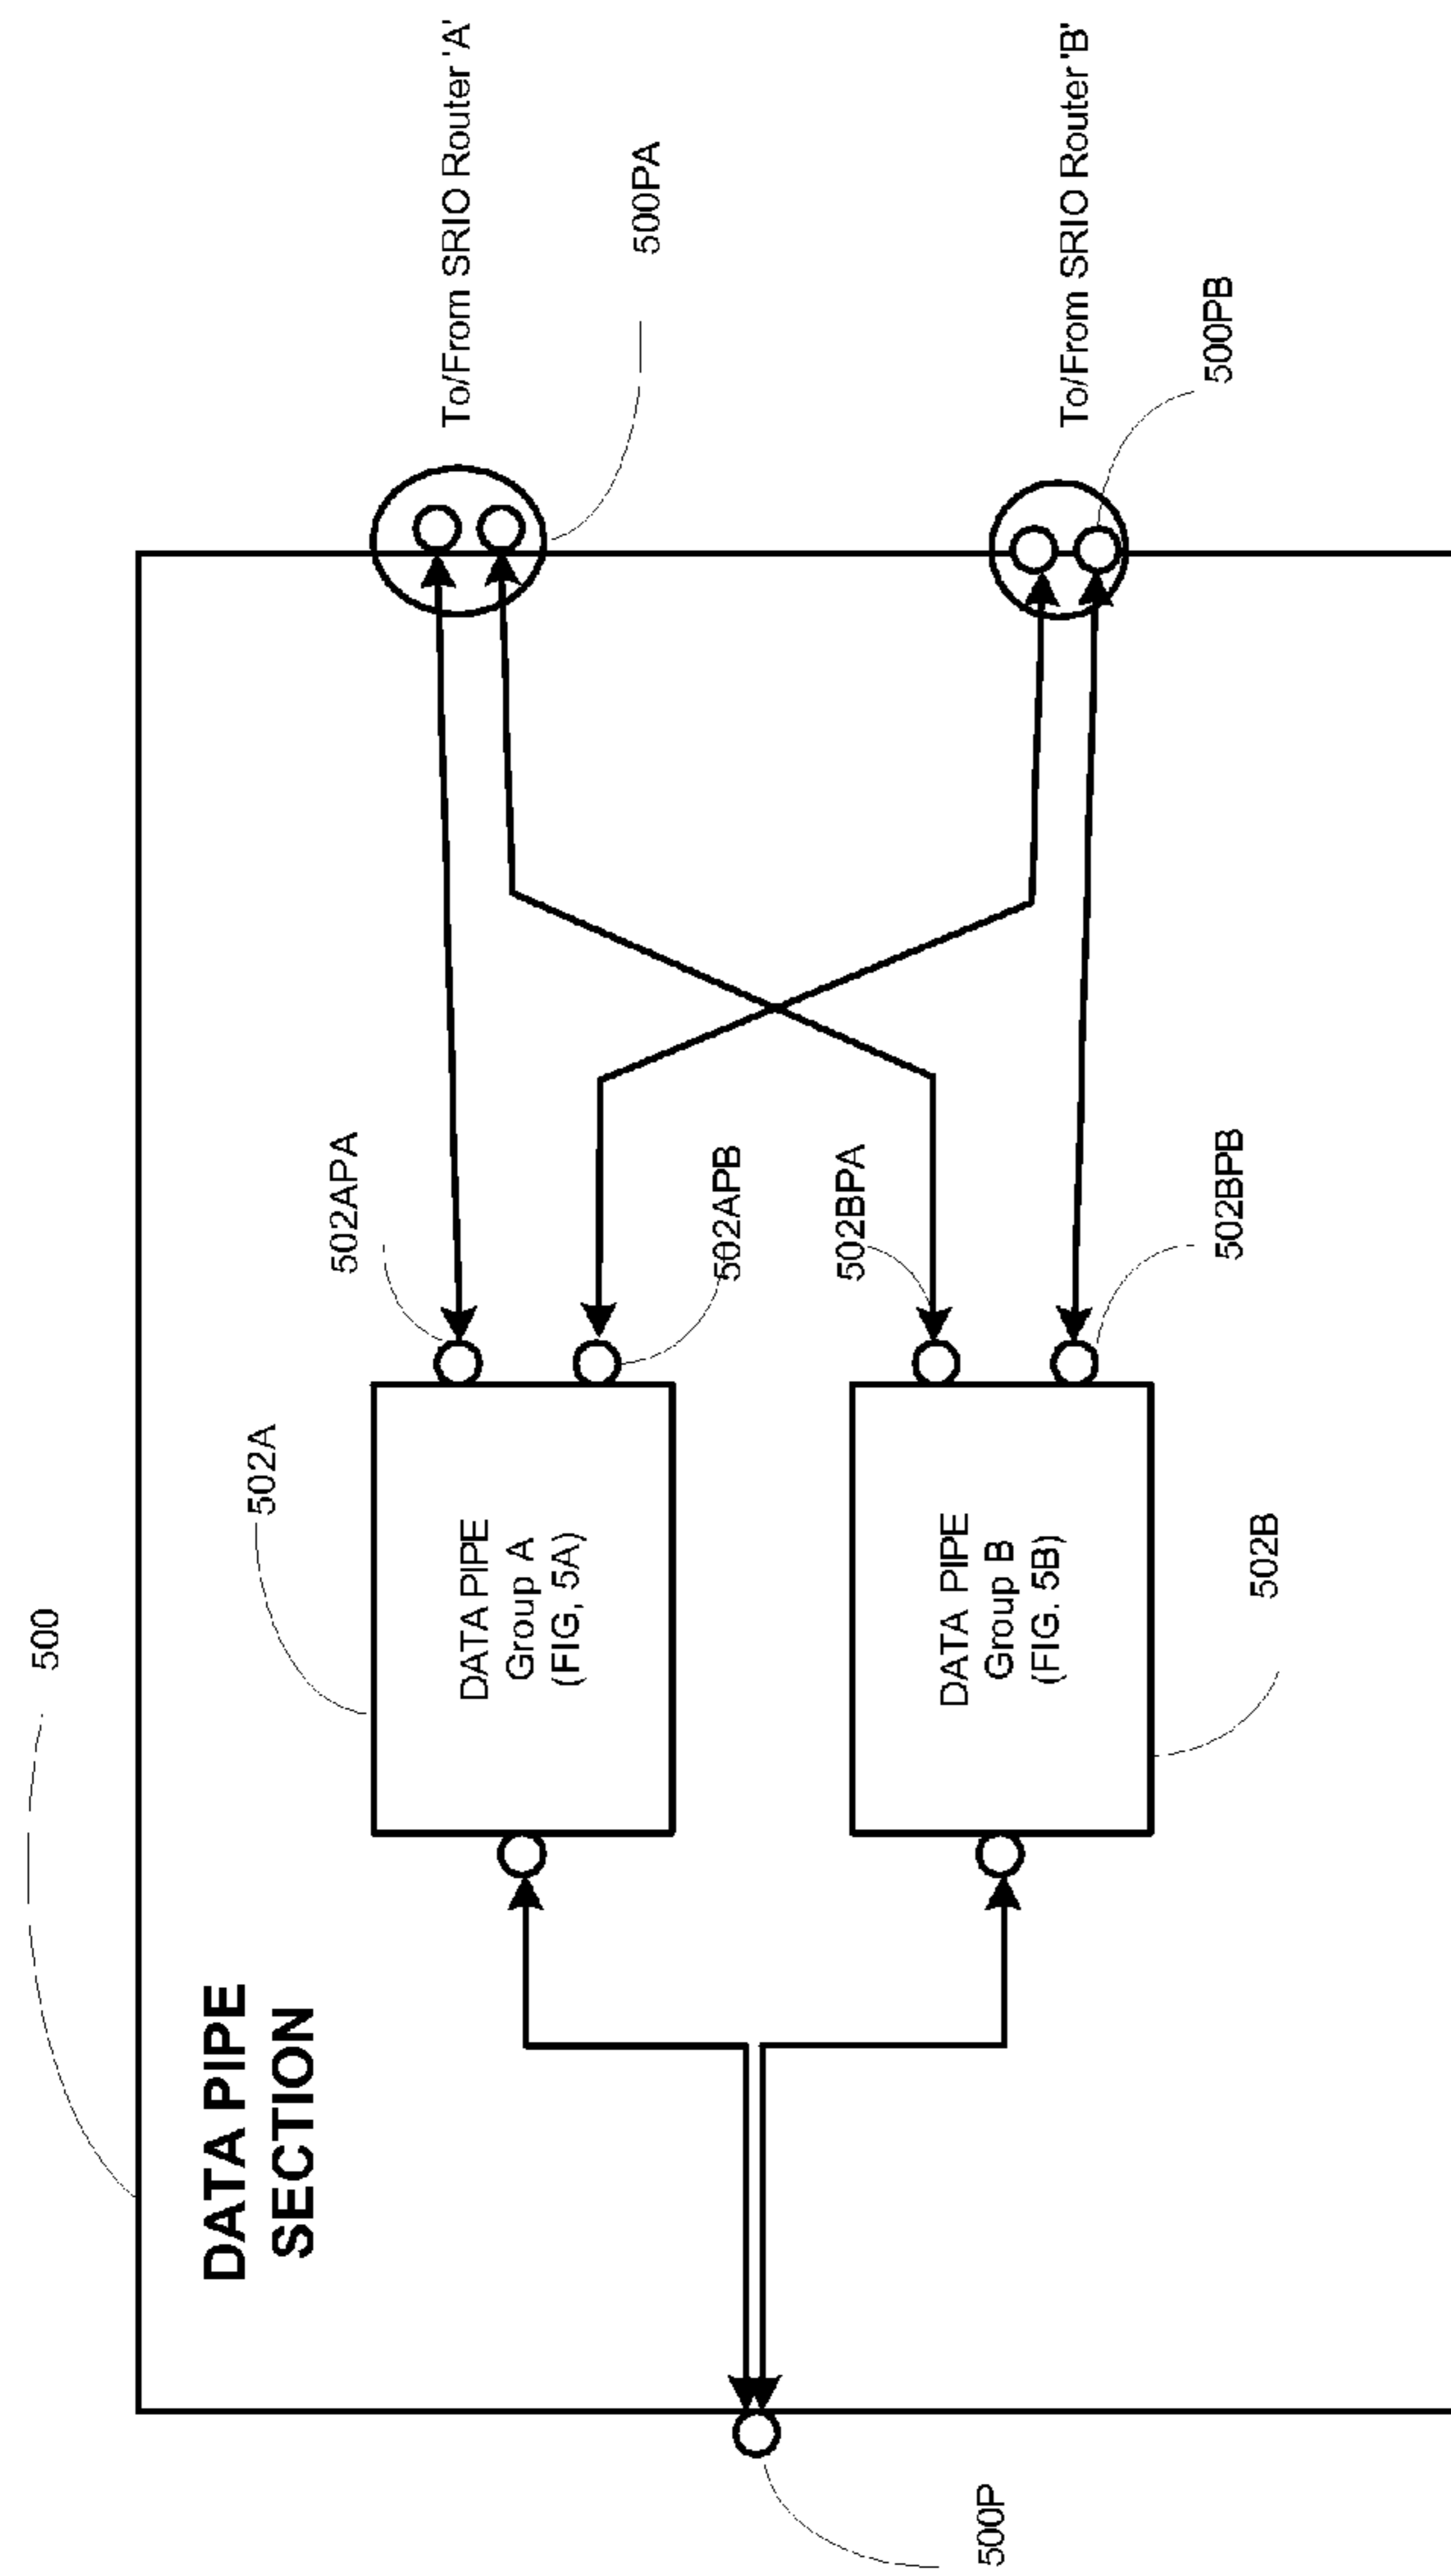 500
DATA PIPE
SECTION
502A
502APA
To/From SRIO Router 'A'
500PA
DATA PIPE
Group A
(FIG, 5A)
502APB
502BPA
DATA PIPE
Group B
(FIG. 5B)
To/From SRIO Router 'B'
500PB
502BPB
502B
500P